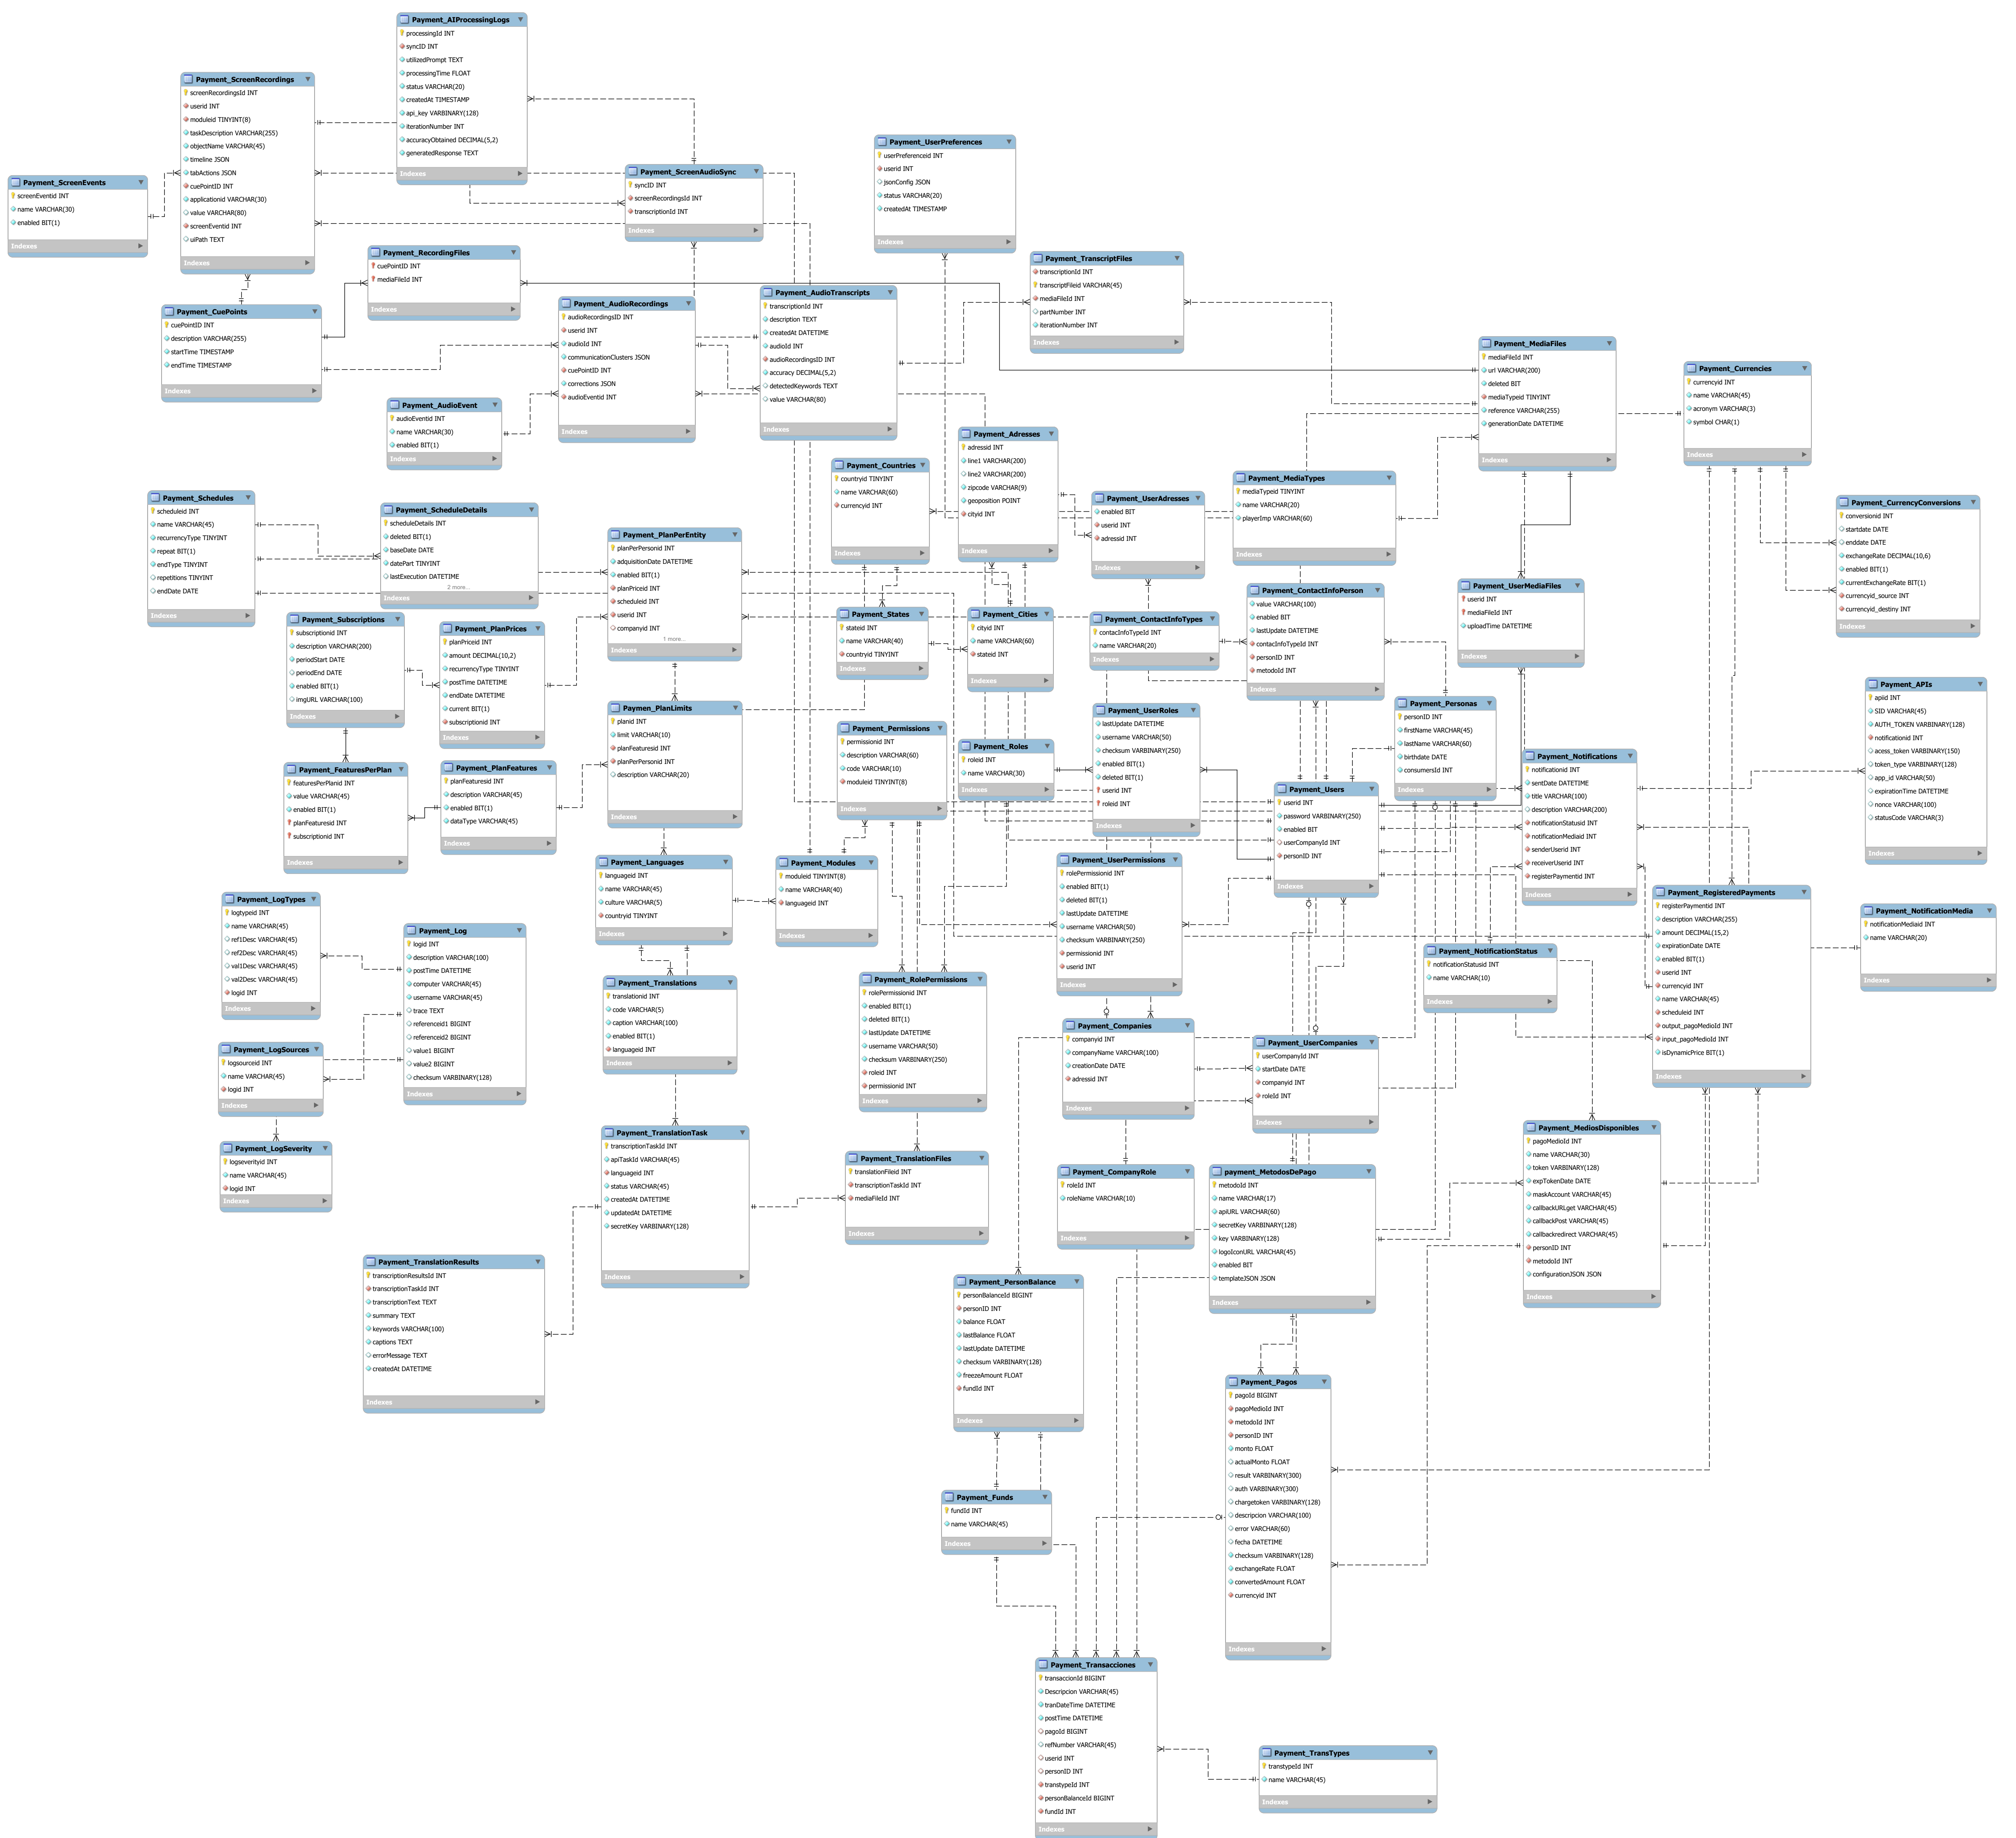 Payment_AIProcessingLogs
processingId INT
syncID INT
utilizedPrompt TEXT
processingTime FLOAT
status VARCHAR(20)
createdAt TIMESTAMP
api_key VARBINARY(128)
iterationNumber INT
accuracyObtained DECIMAL(5,2)
generatedResponse TEXT
Indexes
Payment_ScreenRecordings
screenRecordingsId INT
userid INT
moduleid TINYINT(8)
taskDescription VARCHAR(255)
objectName VARCHAR(45)
timeline JSON
tabActions JSON
cuePointID INT
applicationid VARCHAR(30)
value VARCHAR(80)
screenEventid INT
uiPath TEXT
Indexes
Payment_ScreenEvents
screenEventid INT
name VARCHAR(30)
enabled BIT(1)
Indexes
Payment_ScreenAudioSync
syncID INT
screenRecordingsId INT
transcriptionId INT
Indexes
Payment_UserPreferences
userPreferenceid INT
userid INT
jsonConfig JSON
status VARCHAR(20)
createdAt TIMESTAMP
Indexes
Payment_RecordingFiles
cuePointID INT
mediaFileId INT
Indexes
Payment_CuePoints
cuePointID INT
description VARCHAR(255)
startTime TIMESTAMP
endTime TIMESTAMP
Indexes
Payment_AudioRecordings
audioRecordingsID INT
userid INT
audioId INT
communicationClusters JSON
cuePointID INT
corrections JSON
audioEventid INT
Indexes
Payment_AudioTranscripts
transcriptionId INT
description TEXT
createdAt DATETIME
audioId INT
audioRecordingsID INT
accuracy DECIMAL(5,2)
detectedKeywords TEXT
value VARCHAR(80)
Indexes
Payment_TranscriptFiles
transcriptionId INT
transcriptFileid VARCHAR(45)
mediaFileId INT
partNumber INT
iterationNumber INT
Indexes
Payment_MediaFiles
mediaFileId INT
url VARCHAR(200)
deleted BIT
mediaTypeid TINYINT
reference VARCHAR(255)
generationDate DATETIME
Indexes
Payment_Currencies
currencyid INT
name VARCHAR(45)
acronym VARCHAR(3)
symbol CHAR(1)
Indexes
Payment_AudioEvent
audioEventid INT
name VARCHAR(30)
enabled BIT(1)
Indexes
Payment_Adresses
adressid INT
line1 VARCHAR(200)
line2 VARCHAR(200)
zipcode VARCHAR(9)
geoposition POINT
cityid INT
Indexes
Payment_Countries
countryid TINYINT
name VARCHAR(60)
currencyid INT
Indexes
Payment_UserAdresses
enabled BIT
userid INT
adressid INT
Indexes
Payment_MediaTypes
mediaTypeid TINYINT
name VARCHAR(20)
playerImp VARCHAR(60)
Indexes
Payment_CurrencyConversions
conversionid INT
startdate DATE
enddate DATE
exchangeRate DECIMAL(10,6)
enabled BIT(1)
currentExchangeRate BIT(1)
currencyid_source INT
currencyid_destiny INT
Indexes
Payment_Schedules
scheduleid INT
name VARCHAR(45)
recurrencyType TINYINT
repeat BIT(1)
endType TINYINT
repetitions TINYINT
endDate DATE
Indexes
Payment_ScheduleDetails
scheduleDetails INT
deleted BIT(1)
baseDate DATE
datePart TINYINT
lastExecution DATETIME
2 more...
Indexes
Payment_PlanPerEntity
planPerPersonid INT
adquisitionDate DATETIME
enabled BIT(1)
planPriceid INT
scheduleid INT
userid INT
companyid INT
1 more...
Indexes
Payment_States
stateid INT
name VARCHAR(40)
countryid TINYINT
Indexes
Payment_Cities
cityid INT
name VARCHAR(60)
stateid INT
Indexes
Payment_ContactInfoTypes
contactInfoTypeId INT
name VARCHAR(20)
Indexes
Payment_ContactInfoPerson
value VARCHAR(100)
enabled BIT
lastUpdate DATETIME
contacInfoTypeId INT
personID INT
metodoId INT
Indexes
Payment_UserMediaFiles
userid INT
mediaFileId INT
uploadTime DATETIME
Indexes
Payment_Subscriptions
subscriptionid INT
description VARCHAR(200)
periodStart DATE
periodEnd DATE
enabled BIT(1)
imgURL VARCHAR(100)
Indexes
Payment_PlanPrices
planPriceid INT
amount DECIMAL(10,2)
recurrencyType TINYINT
postTime DATETIME
endDate DATETIME
current BIT(1)
subscriptionid INT
Indexes
Paymen_PlanLimits
planid INT
limit VARCHAR(10)
planFeaturesid INT
planPerPersonid INT
description VARCHAR(20)
Indexes
Payment_FeaturesPerPlan
featuresPerPlanid INT
value VARCHAR(45)
enabled BIT(1)
planFeaturesid INT
subscriptionid INT
Indexes
Payment_PlanFeatures
planFeaturesid INT
description VARCHAR(45)
enabled BIT(1)
dataType VARCHAR(45)
Indexes
Payment_Permissions
permissionid INT
description VARCHAR(60)
code VARCHAR(10)
moduleid TINYINT(8)
Indexes
Payment_Roles
roleid INT
name VARCHAR(30)
Indexes
Payment_UserRoles
lastUpdate DATETIME
username VARCHAR(50)
checksum VARBINARY(250)
enabled BIT(1)
deleted BIT(1)
userid INT
roleid INT
Indexes
Payment_Personas
personID INT
firstName VARCHAR(45)
lastName VARCHAR(60)
birthdate DATE
consumersId INT
Indexes
Payment_Users
userid INT
password VARBINARY(250)
enabled BIT
userCompanyId INT
personID INT
Indexes
Payment_Notifications
notificationid INT
sentDate DATETIME
title VARCHAR(100)
description VARCHAR(200)
notificationStatusid INT
notificationMediaid INT
senderUserid INT
receiverUserid INT
registerPaymentid INT
Indexes
Payment_APIs
apiid INT
SID VARCHAR(45)
AUTH_TOKEN VARBINARY(128)
notificationid INT
acess_token VARBINARY(150)
token_type VARBINARY(128)
app_id VARCHAR(50)
expirationTime DATETIME
nonce VARCHAR(100)
statusCode VARCHAR(3)
Indexes
Payment_Languages
languageid INT
name VARCHAR(45)
culture VARCHAR(5)
countryid TINYINT
Indexes
Payment_Modules
moduleid TINYINT(8)
name VARCHAR(40)
languageid INT
Indexes
Payment_UserPermissions
rolePermissionid INT
enabled BIT(1)
deleted BIT(1)
lastUpdate DATETIME
username VARCHAR(50)
checksum VARBINARY(250)
permissionid INT
userid INT
Indexes
Payment_RegisteredPayments
registerPaymentid INT
description VARCHAR(255)
amount DECIMAL(15,2)
expirationDate DATE
enabled BIT(1)
userid INT
currencyid INT
name VARCHAR(45)
scheduleid INT
output_pagoMedioId INT
input_pagoMedioId INT
isDynamicPrice BIT(1)
Indexes
Payment_NotificationMedia
notificationMediaid INT
name VARCHAR(20)
Indexes
Payment_LogTypes
logtypeid INT
name VARCHAR(45)
ref1Desc VARCHAR(45)
ref2Desc VARCHAR(45)
val1Desc VARCHAR(45)
val2Desc VARCHAR(45)
logid INT
Indexes
Payment_Log
logid INT
description VARCHAR(100)
postTime DATETIME
computer VARCHAR(45)
username VARCHAR(45)
trace TEXT
referenceid1 BIGINT
referenceid2 BIGINT
value1 BIGINT
value2 BIGINT
checksum VARBINARY(128)
Indexes
Payment_Translations
translationid INT
code VARCHAR(5)
caption VARCHAR(100)
enabled BIT(1)
languageid INT
Indexes
Payment_RolePermissions
rolePermissionid INT
enabled BIT(1)
deleted BIT(1)
lastUpdate DATETIME
username VARCHAR(50)
checksum VARBINARY(250)
roleid INT
permissionid INT
Indexes
Payment_NotificationStatus
notificationStatusid INT
name VARCHAR(10)
Indexes
Payment_LogSources
logsourceid INT
name VARCHAR(45)
logid INT
Indexes
Payment_Companies
companyid INT
companyName VARCHAR(100)
creationDate DATE
adressid INT
Indexes
Payment_UserCompanies
userCompanyId INT
startDate DATE
companyid INT
roleId INT
Indexes
Payment_LogSeverity
logseverityid INT
name VARCHAR(45)
logid INT
Indexes
Payment_TranslationTask
transcriptionTaskId INT
apiTaskId VARCHAR(45)
languageid INT
status VARCHAR(45)
createdAt DATETIME
updatedAt DATETIME
secretKey VARBINARY(128)
Indexes
Payment_TranslationFiles
translationFileid INT
transcriptionTaskId INT
mediaFileId INT
Indexes
Payment_CompanyRole
roleId INT
roleName VARCHAR(10)
Indexes
payment_MetodosDePago
metodoId INT
name VARCHAR(17)
apiURL VARCHAR(60)
secretKey VARBINARY(128)
key VARBINARY(128)
logoIconURL VARCHAR(45)
enabled BIT
templateJSON JSON
Indexes
Payment_MediosDisponibles
pagoMedioId INT
name VARCHAR(30)
token VARBINARY(128)
expTokenDate DATE
maskAccount VARCHAR(45)
callbackURLget VARCHAR(45)
callbackPost VARCHAR(45)
callbackredirect VARCHAR(45)
personID INT
metodoId INT
configurationJSON JSON
Indexes
Payment_TranslationResults
transcriptionResultsId INT
transcriptionTaskId INT
transcriptionText TEXT
summary TEXT
keywords VARCHAR(100)
captions TEXT
errorMessage TEXT
createdAt DATETIME
Indexes
Payment_PersonBalance
personBalanceId BIGINT
personID INT
balance FLOAT
lastBalance FLOAT
lastUpdate DATETIME
checksum VARBINARY(128)
freezeAmount FLOAT
fundId INT
Indexes
Payment_Pagos
pagoId BIGINT
pagoMedioId INT
metodoId INT
personID INT
monto FLOAT
actualMonto FLOAT
result VARBINARY(300)
auth VARBINARY(300)
chargetoken VARBINARY(128)
descripcion VARCHAR(100)
error VARCHAR(60)
fecha DATETIME
checksum VARBINARY(128)
exchangeRate FLOAT
convertedAmount FLOAT
currencyid INT
Indexes
Payment_Funds
fundId INT
name VARCHAR(45)
Indexes
Payment_Transacciones
transaccionId BIGINT
Descripcion VARCHAR(45)
tranDateTime DATETIME
postTime DATETIME
pagoId BIGINT
refNumber VARCHAR(45)
userid INT
personID INT
transtypeId INT
personBalanceId BIGINT
fundId INT
Indexes
Payment_TransTypes
transtypeId INT
name VARCHAR(45)
Indexes